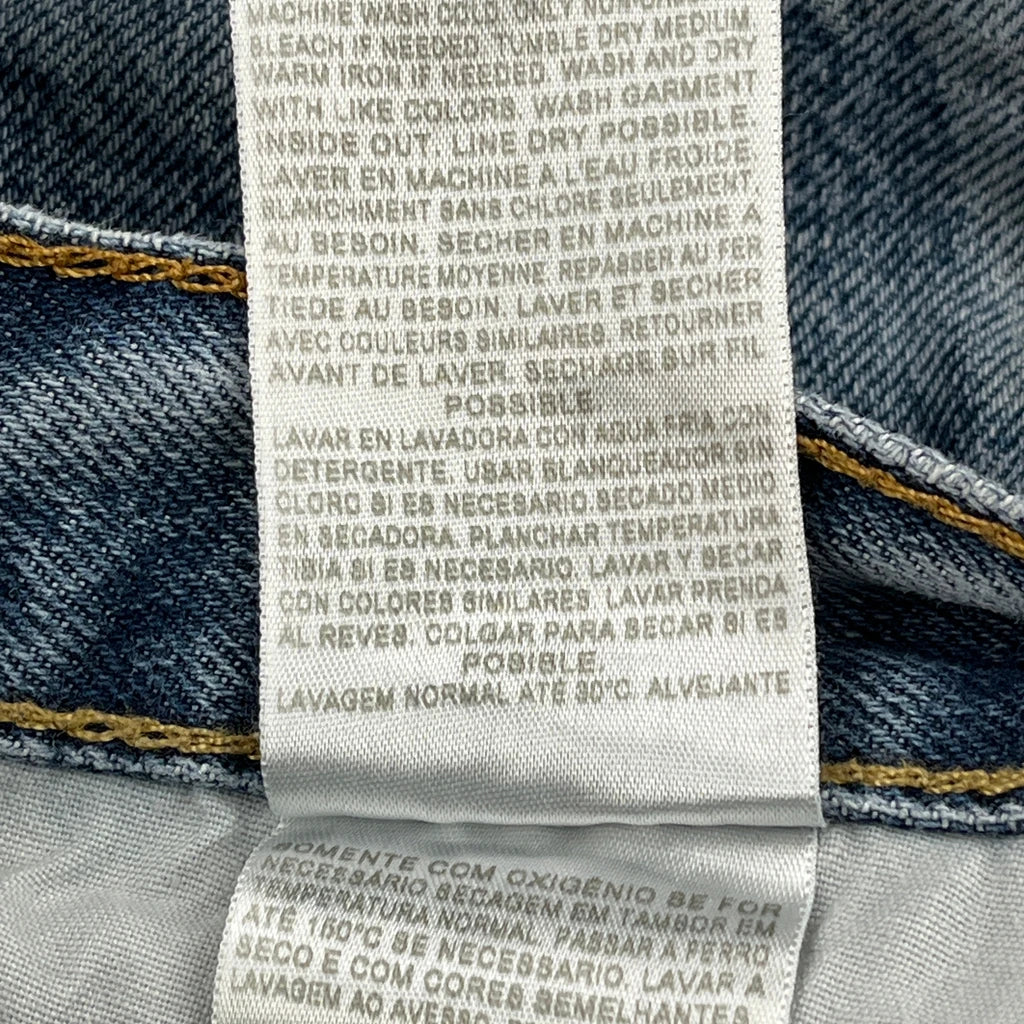 MACHINE WASH COLD. ONLY NON-CHLORINE
BLEACH IF NEEDED. TUMBLE DRY MEDIUM
WARM IRON IF NEEDED. WASH AND DRY
WITH LIKE COLORS. WASH GARMENT
INSIDE OUT. LINE DRY POSSIBLE.
LAVER EN MACHINE A L'EAU FROIDE.
BLANCHIMENT SANS CHLORE SEULEMENT
AU BESOIN. SECHER EN MACHINE A
TEMPERATURE MOYENNE. REPASSER AU FER
TIEDE AU BESOIN. LAVER ET SECHER
AVEC COULEURS SIMILAIRES. RETOURNER
AVANT DE LAVER. SECHAGE SUR FIL
POSSIBLE.
LAVAR EN LAVADORA CON AGUA FRIA CON
DETERGENTE. USAR BLANQUEADOR SIN
CLORO SI ES NECESARIO. SECADO MEDIO
EN SECADORA. PLANCHAR TEMPERATURA
TIBIA SI ES NECESARIO. LAVAR Y SECAR
CON COLORES SIMILARES. LAVAR PRENDA
AL REVES. COLGAR PARA SECAR SI ES
POSIBLE.
LAVAGEM NORMAL ATÉ 30°C. ALVEJANTE
SOMENTE COM OXIGÊNIO SE FOR
NECESSÁRIO SECAGEM EM TAMBOR EM
TEMPERATURA NORMAL. PASSAR A FERRO
ATÉ 150°C SE NECESSÁRIO. LAVAR A
SECO E COM CORES SEMELHANTES
LAVAGEM AO AVESSO.